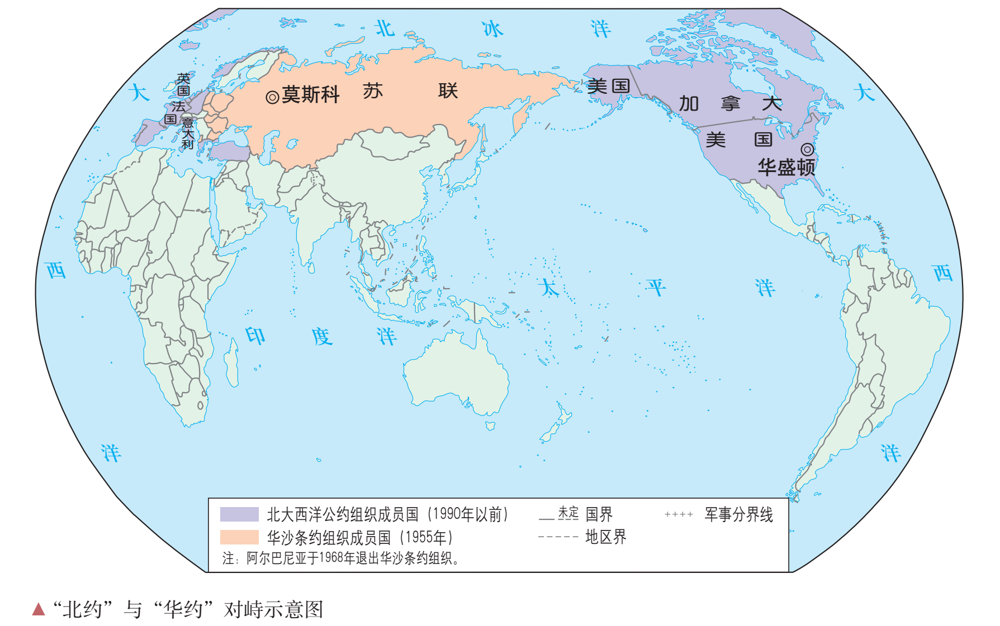 北 冰 洋
英国
大
莫斯科
苏 联
美国
加 拿 大
大
法国
意大利
美 国
华盛顿
西
太 平 洋
西
印 度 洋
洋
洋
北大西洋公约组织成员国（1990年以前）
未定 国界
++++ 军事分界线
华沙条约组织成员国（1955年）
地区界
注：阿尔巴尼亚于1968年退出华沙条约组织。
▲“北约”与“华约”对峙示意图